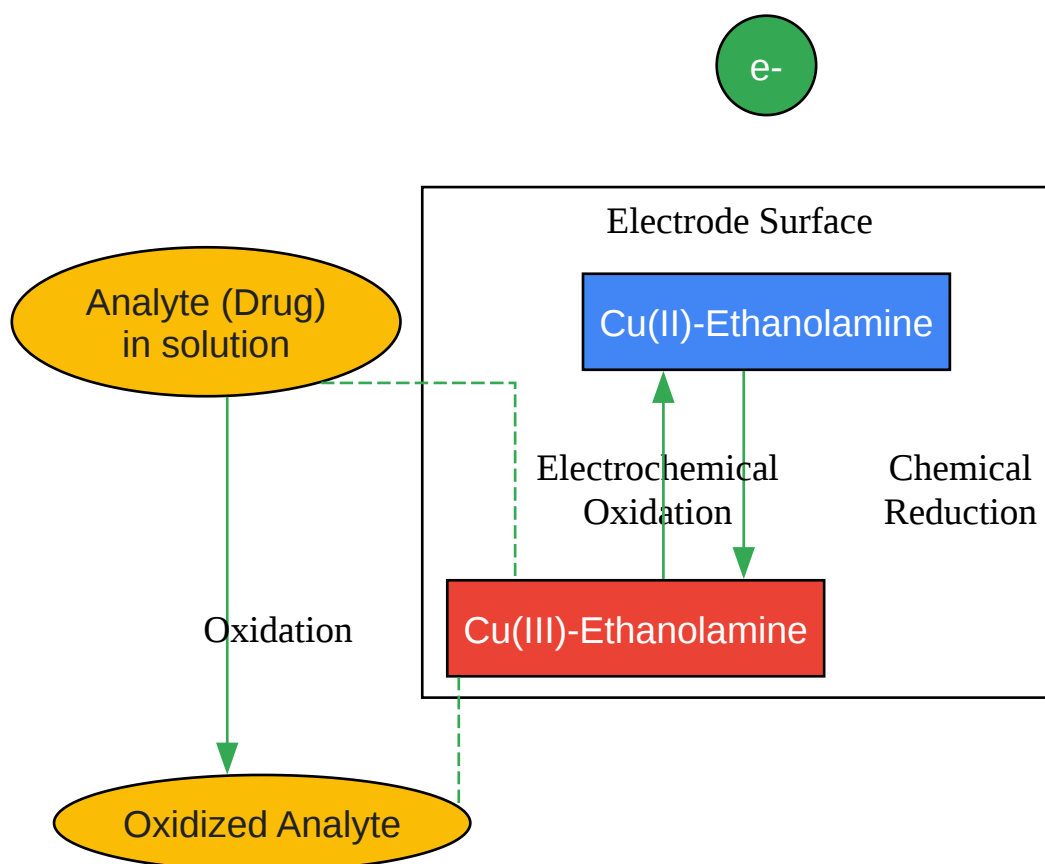 e-
Electrode Surface
Analyte (Drug)
in solution
Cu(II)-Ethanolamine
Electrochemical
Oxidation
Chemical
Reduction
Oxidation
Cu(III)-Ethanolamine
Oxidized Analyte